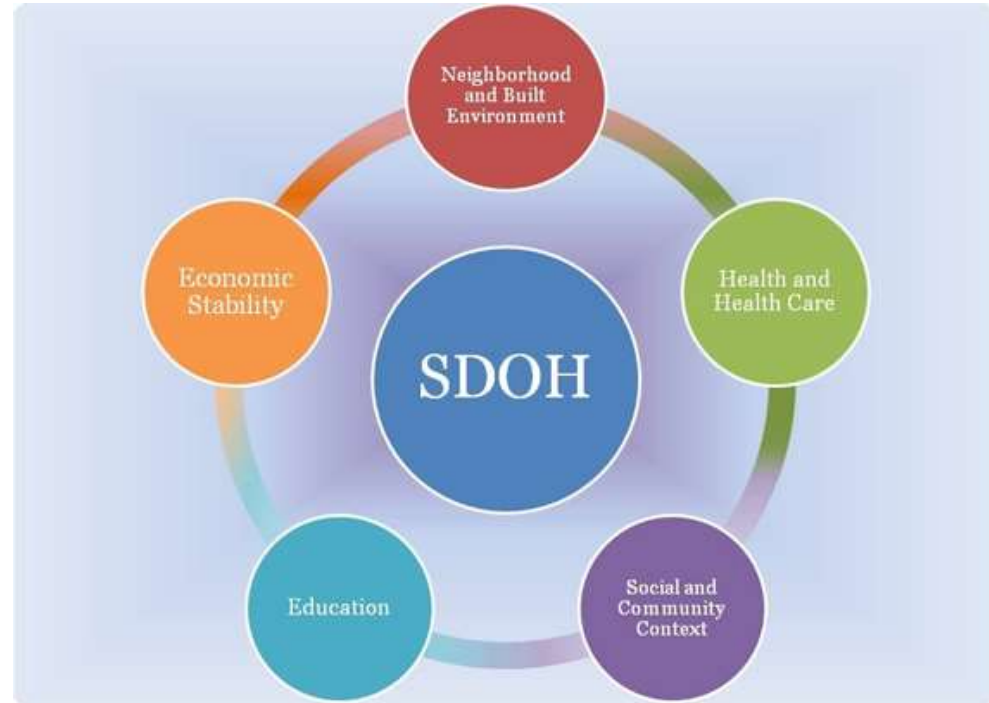 Neighborhood
and Built
Environment
Economic
Stability
Health and
Health Care
SDOH
Education
Social and
Community
Context